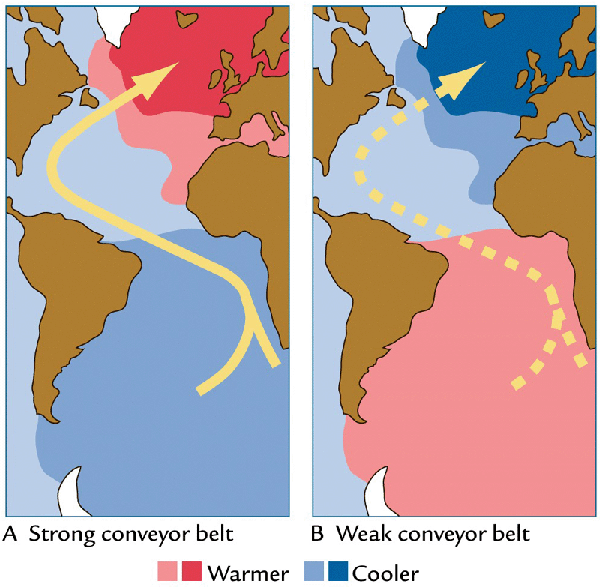 A Strong conveyor belt
B Weak conveyor belt
Warmer
Cooler